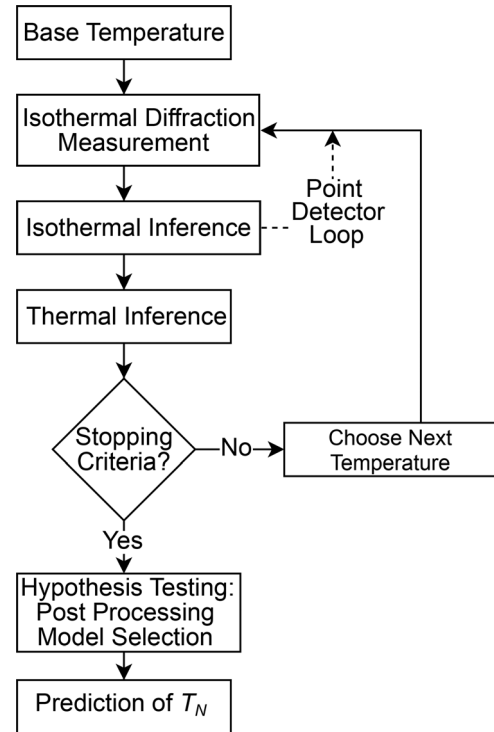 Base Temperature
Isothermal Diffraction
Measurement
Isothermal Inference
Point
Detector
Loop
Thermal Inference
Stopping
Criteria?
No
Choose Next
Temperature
Yes
Hypothesis Testing:
Post Processing
Model Selection
Prediction of T_N